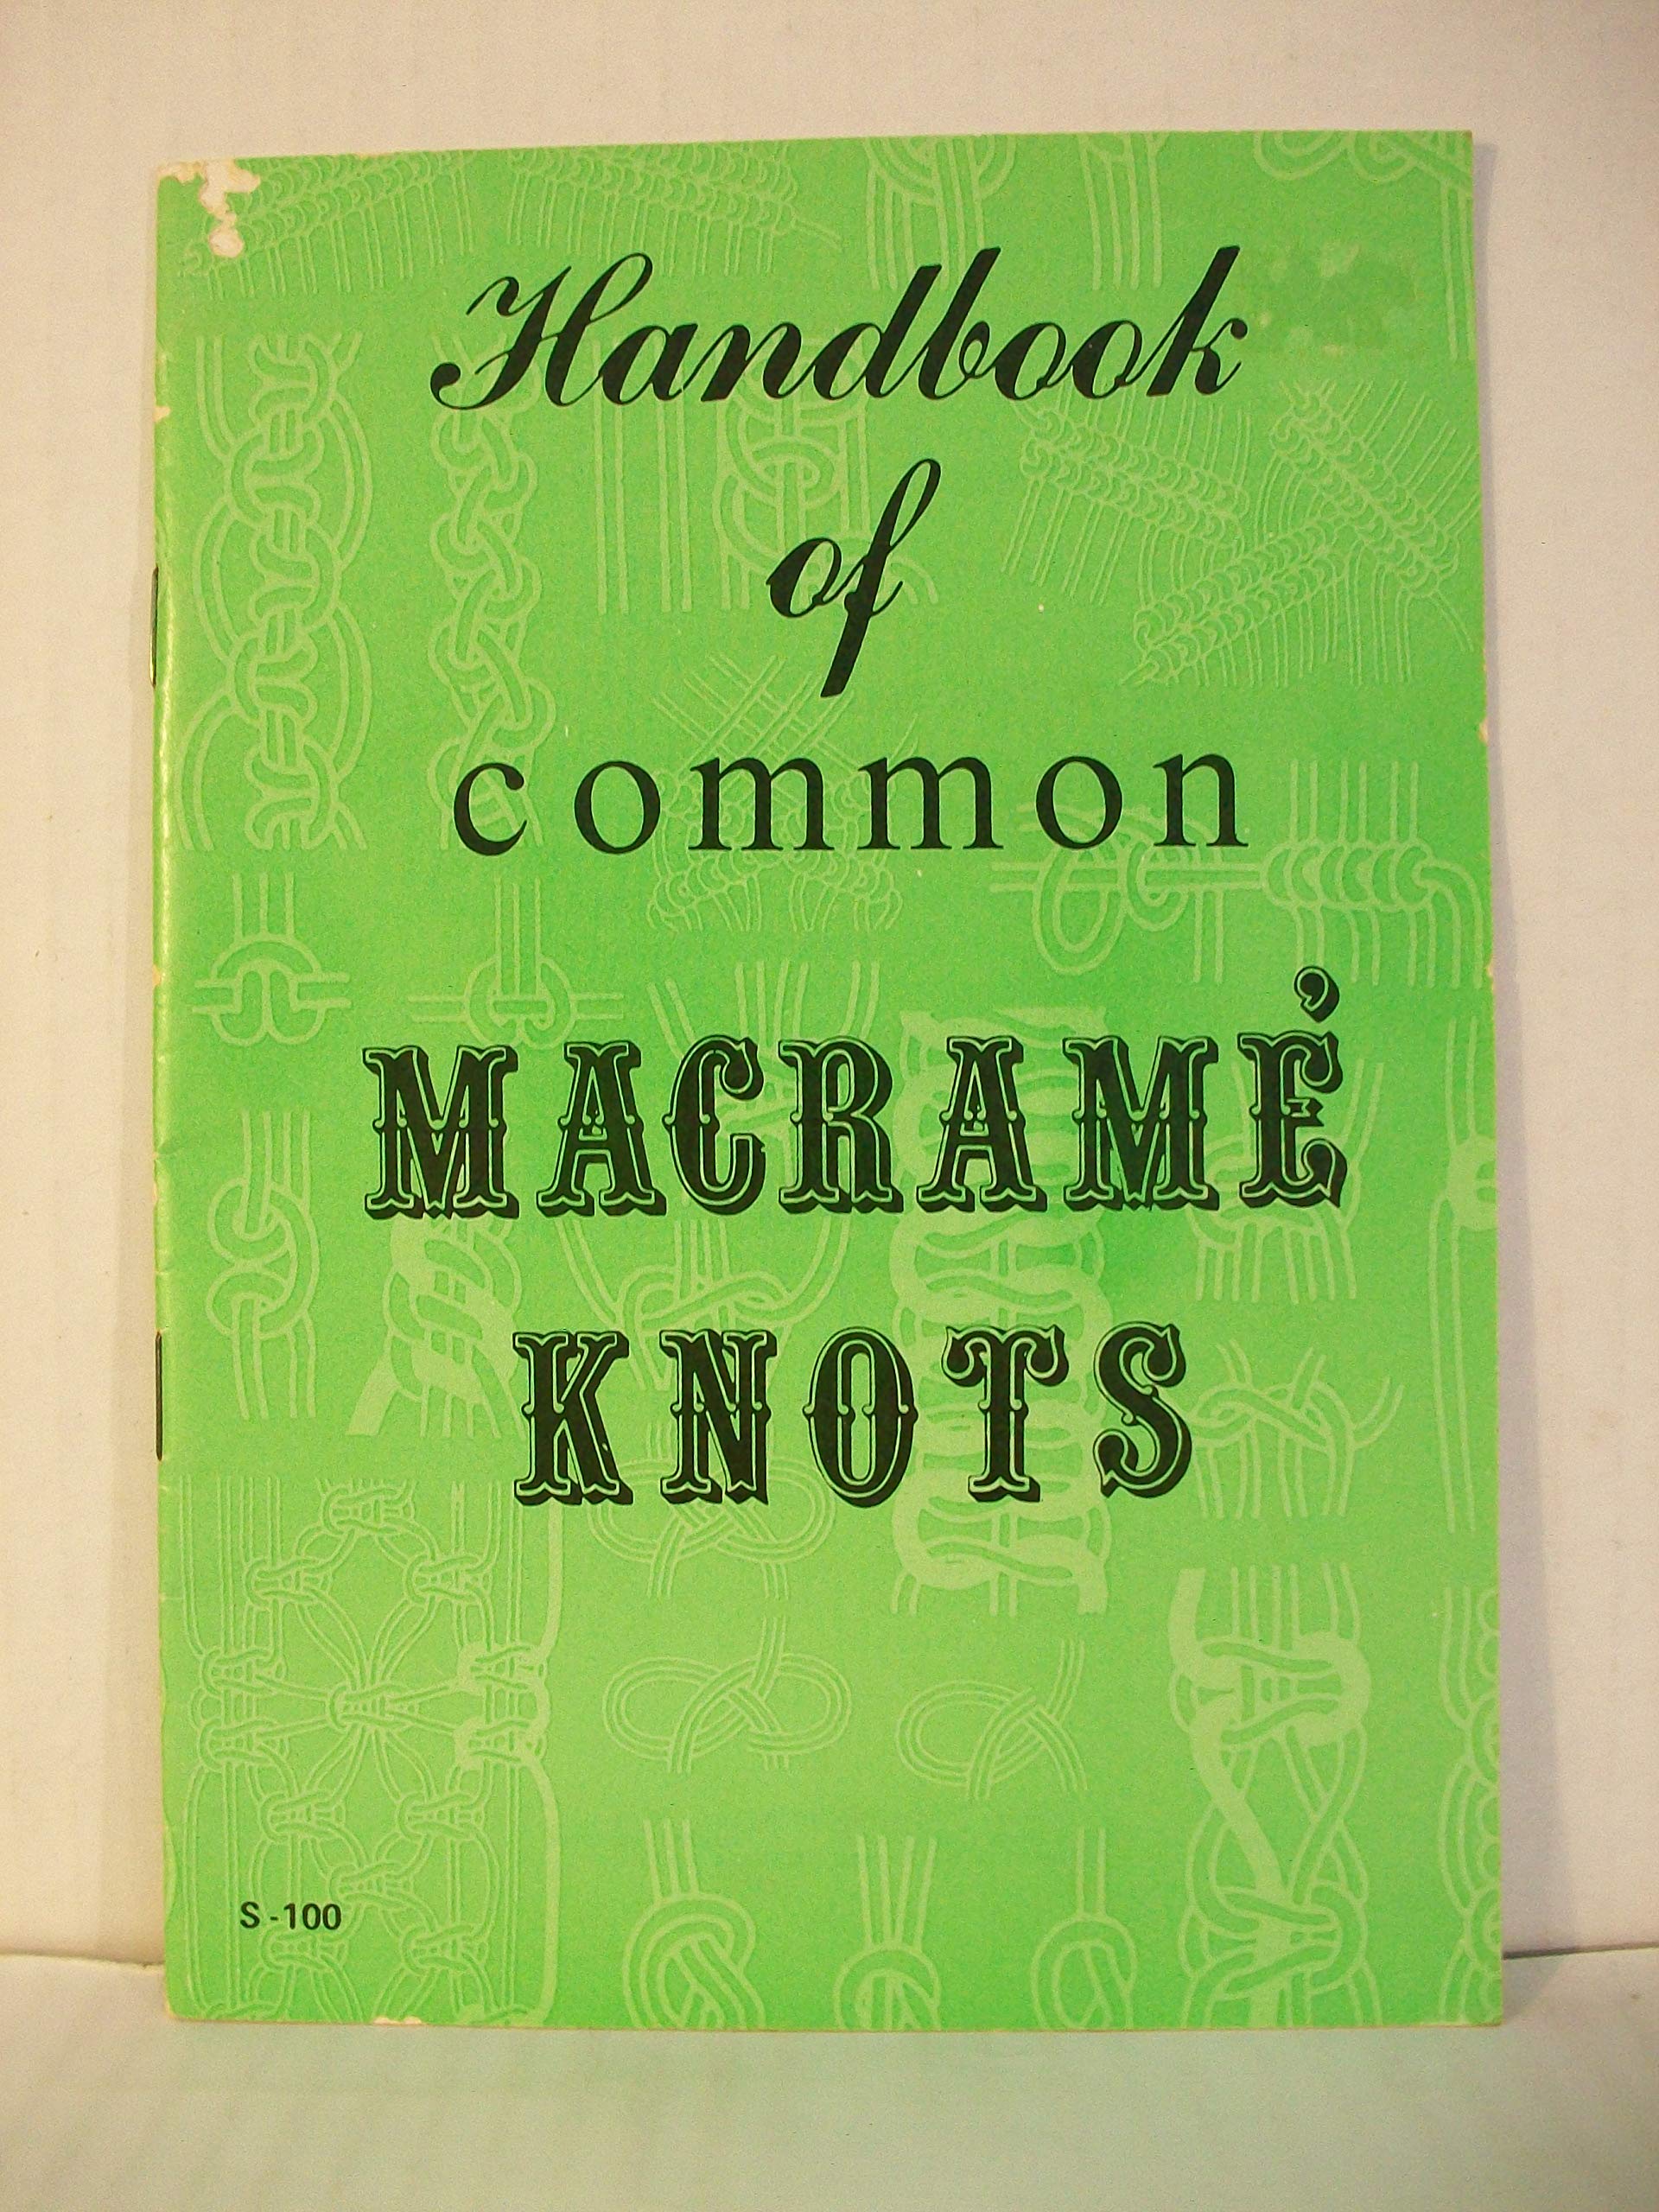 Handbook
of
common
MACRAMÉ
KNOTS
S-100